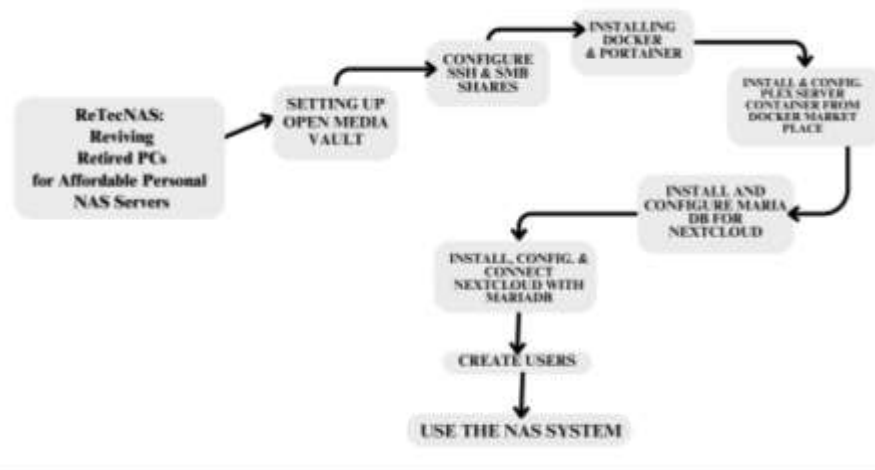 ReTecNAS:
Reviving
Retired PCs
for Affordable Personal
NAS Servers
SETTING UP
OPEN MEDIA
VAULT
CONFIGURE
SSH & SMB
SHARES
INSTALLING
DOCKER
& PORTAINER
INSTALL & CONFIG.
PLEX SERVER
CONTAINER FROM
DOCKER MARKET
PLACE
INSTALL AND
CONFIGURE MARIA
DB FOR
NEXTCLOUD
INSTALL, CONFIG. &
CONNECT
NEXTCLOUD WITH
MARIADB
CREATE USERS
USE THE NAS SYSTEM